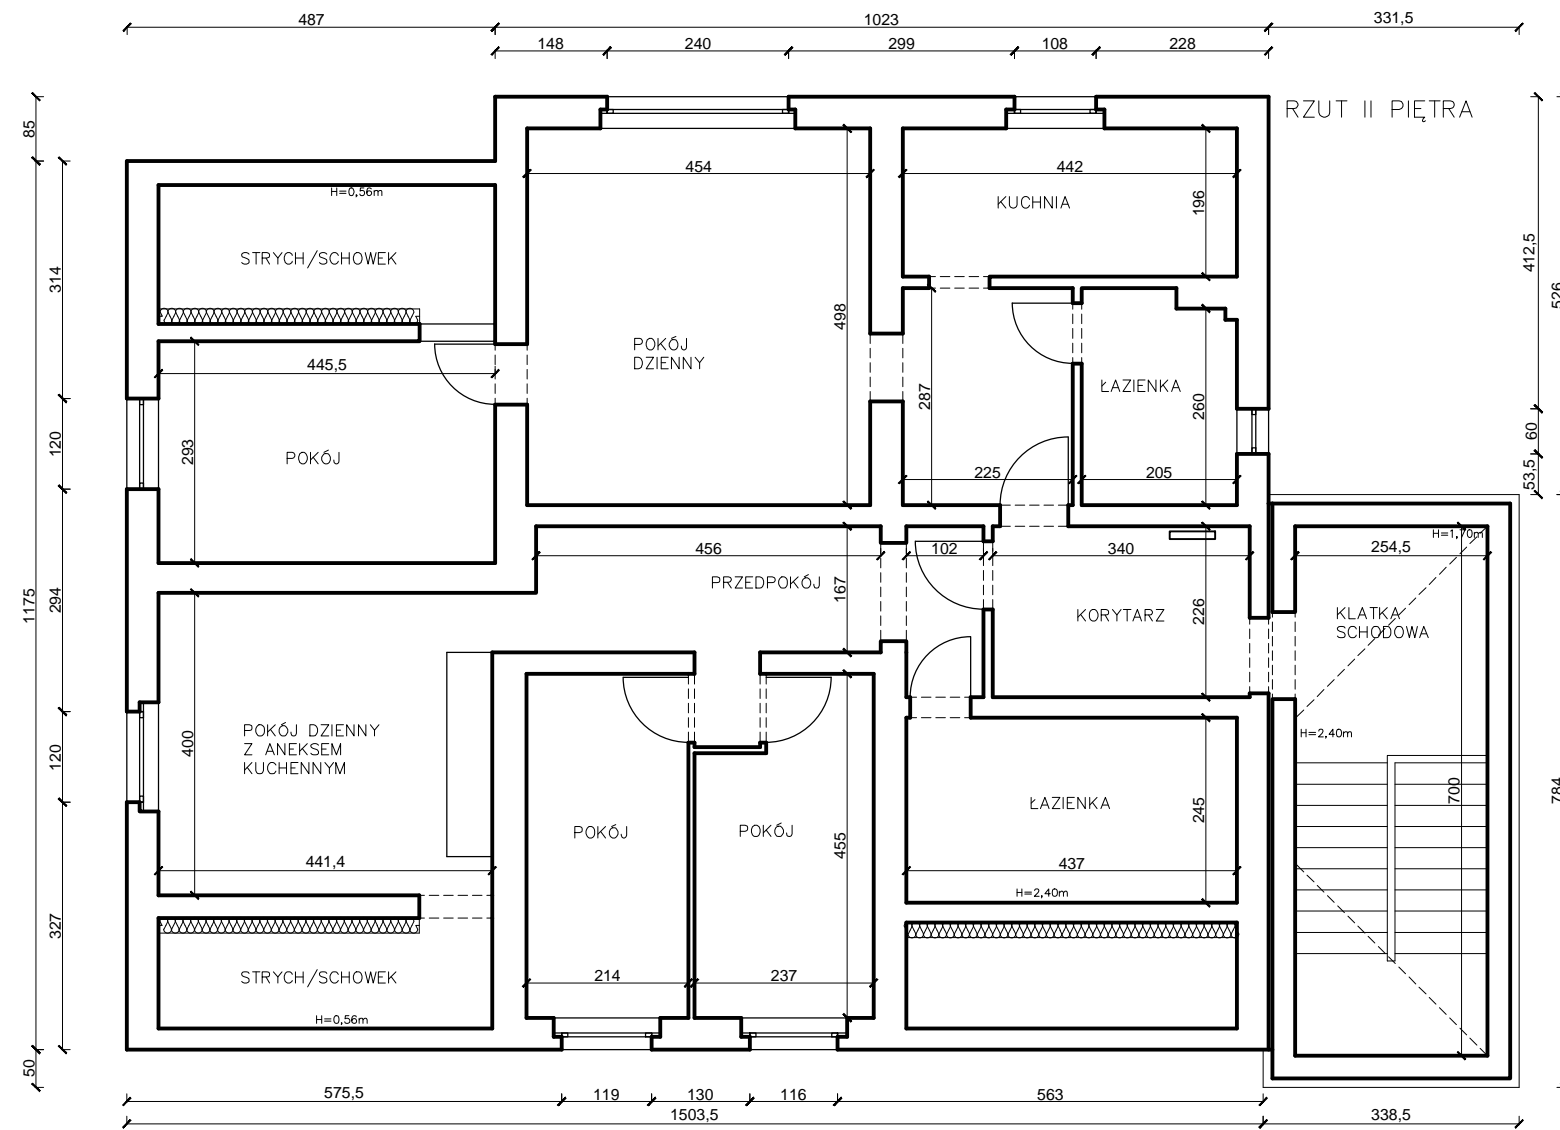 487
1023
331,5
148
240
299
108
228
RZUT II PIĘTRA
85
454
442
H=0,56m
KUCHNIA
196
STRYCH/SCHOWEK
314
412,5
526
498
POKÓJ
DZIENNY
445,5
287
ŁAZIENKA
260
120
293
POKÓJ
60
225
205
53,5
H=1,70m
456
102
340
254,5
PRZEDPOKÓJ
167
1175
294
226
KORYTARZ
KLATKA
SCHODOWA
POKÓJ DZIENNY
Z ANEKSEM
KUCHENNYM
400
H=2,40m
120
700
784
ŁAZIENKA
245
POKÓJ
POKÓJ
455
441,4
437
H=2,40m
327
STRYCH/SCHOWEK
214
237
H=0,56m
50
575,5
119
130
116
563
1503,5
338,5